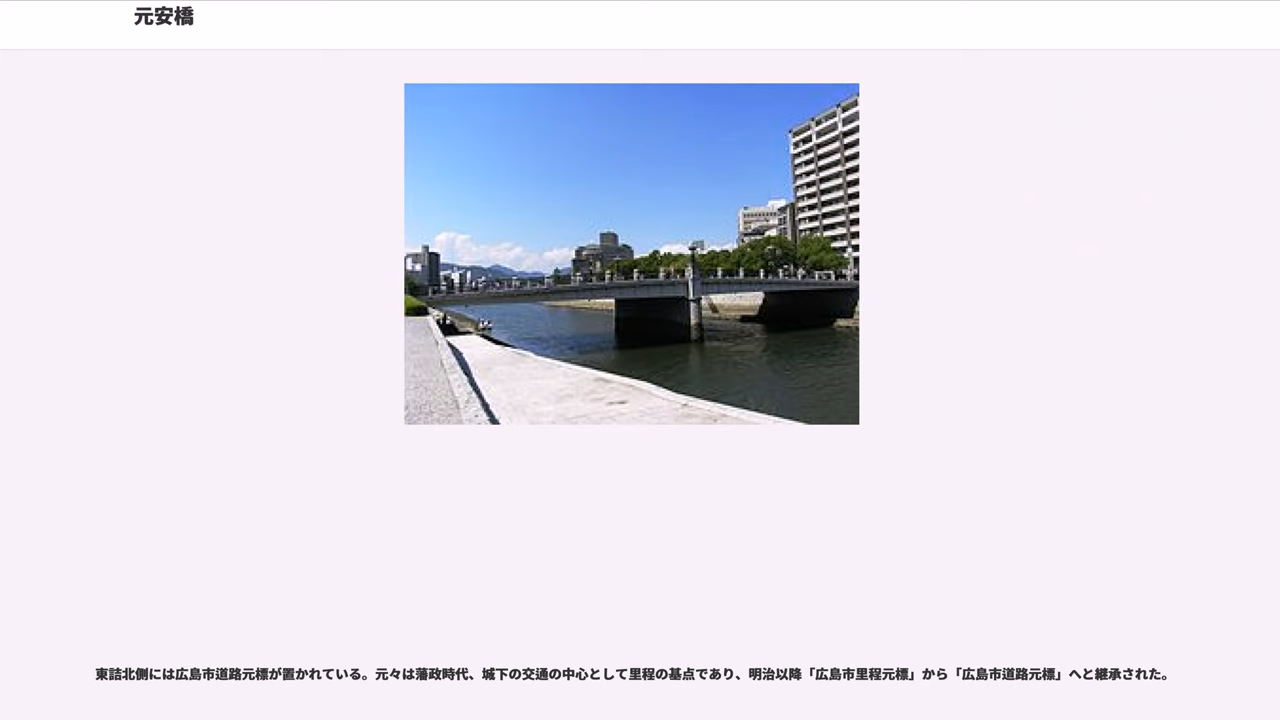 元安橋
東詰北側には広島市道路元標が置かれている。元々は藩政時代、城下の交通の中心として里程の基点であり、明治以降「広島市里程元標」から「広島市道路元標」へと継承された。